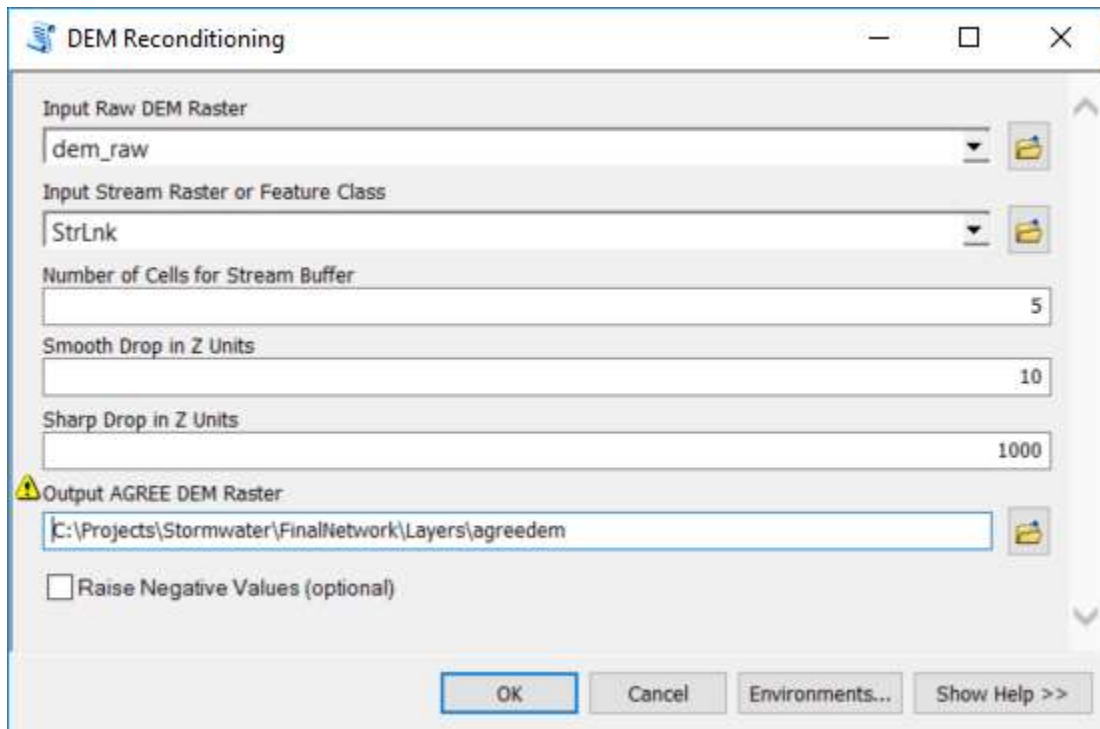 DEM Reconditioning
Input Raw DEM Raster
dem_raw
Input Stream Raster or Feature Class
StrLnk
Number of Cells for Stream Buffer
5
Smooth Drop in Z Units
10
Sharp Drop in Z Units
1000
Output AGREE DEM Raster
C:\Projects\Stormwater\FinalNetwork\Layers\agreedem
Raise Negative Values (optional)
OK Cancel Environments... Show Help >>